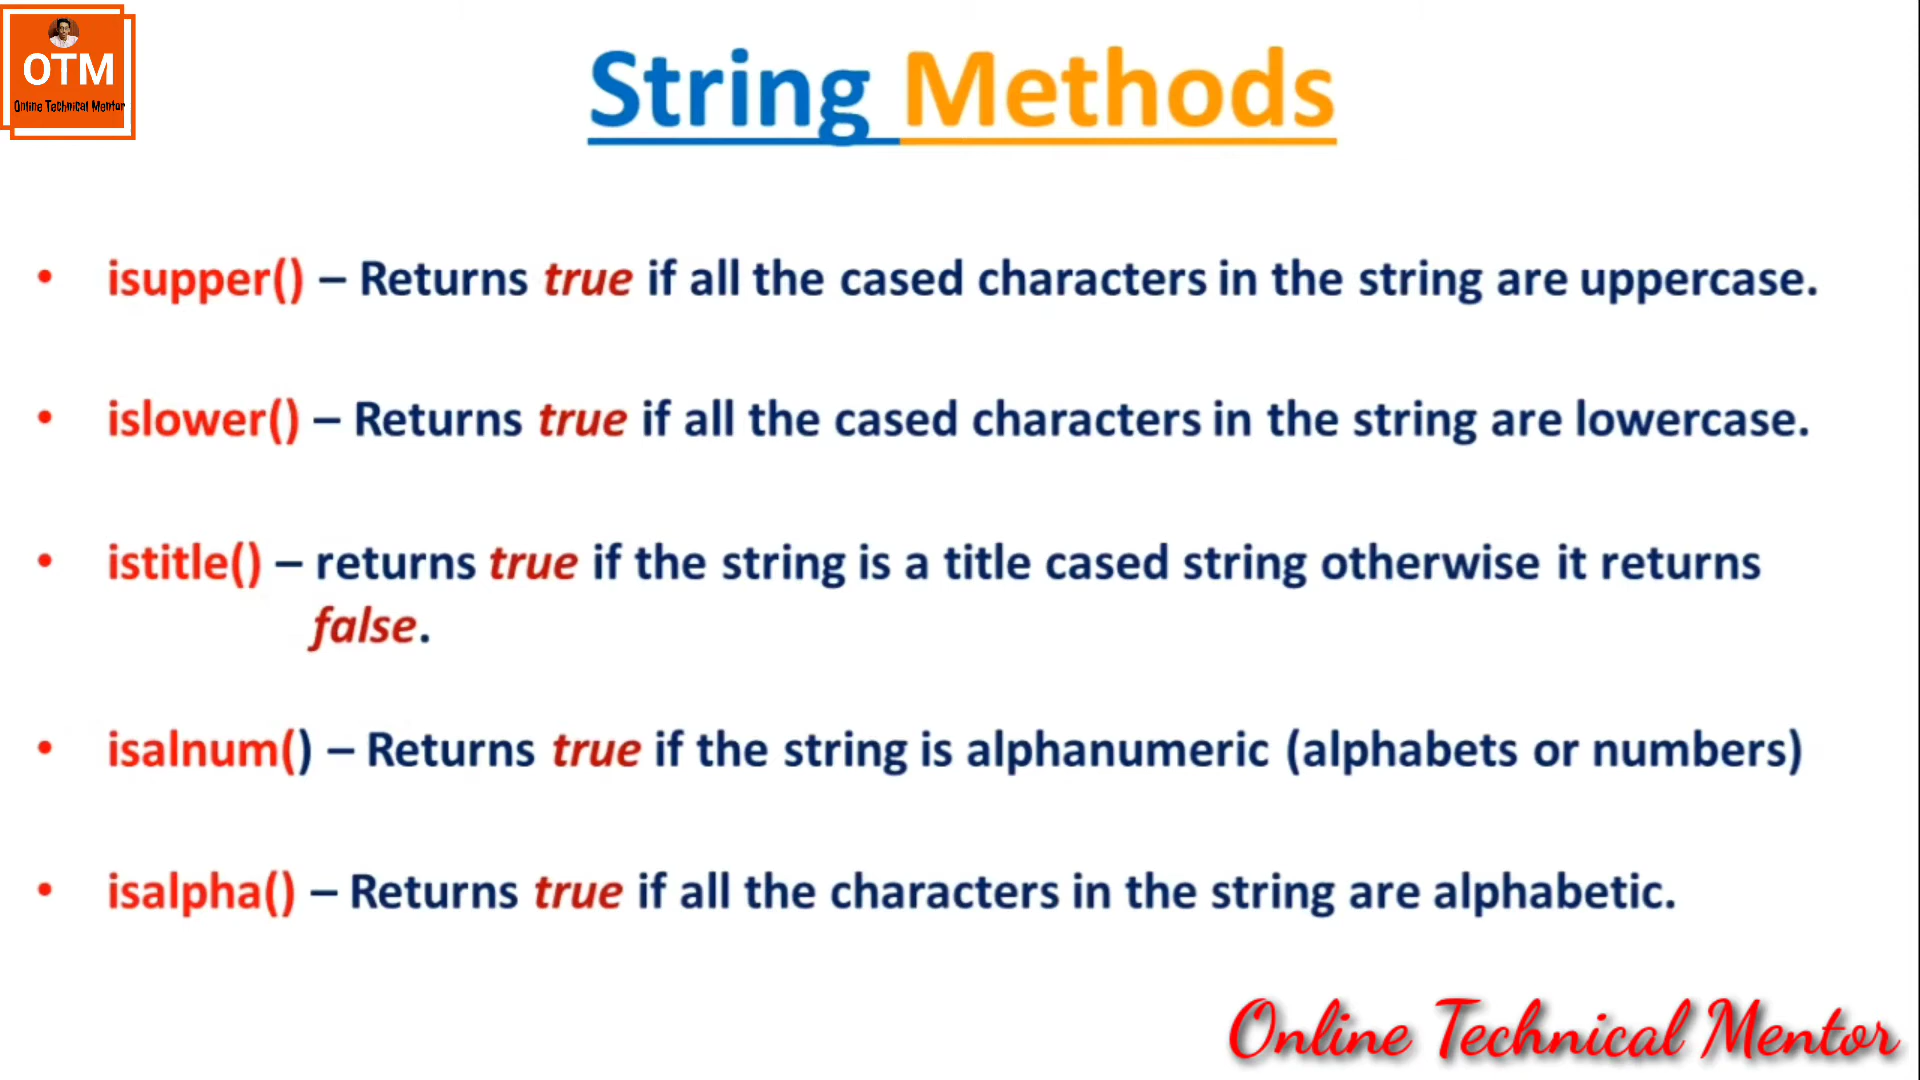 OTM
Online Technical Mentor
String Methods
• isupper() – Returns true if all the cased characters in the string are uppercase.
• islower() – Returns true if all the cased characters in the string are lowercase.
• istitle() – returns true if the string is a title cased string otherwise it returns
false.
• isalnum() – Returns true if the string is alphanumeric (alphabets or numbers)
• isalpha() – Returns true if all the characters in the string are alphabetic.
Online Technical Mentor